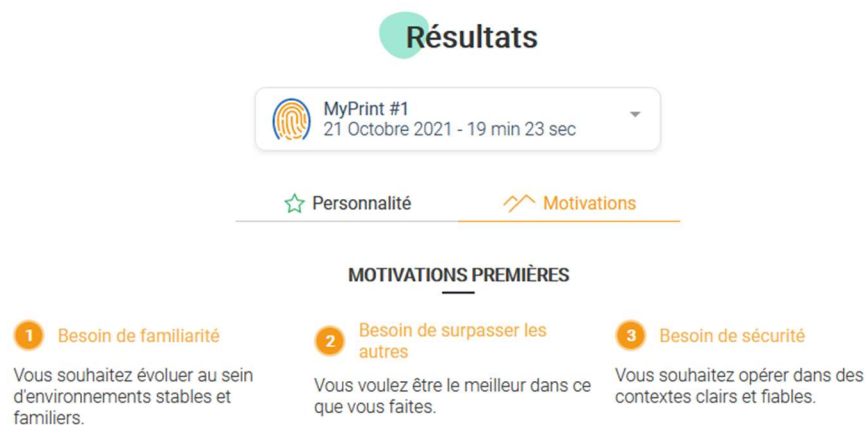 Résultats
MyPrint #1
21 Octobre 2021 - 19 min 23 sec
Personnalité
Motivations
MOTIVATIONS PREMIÈRES
1
Besoin de familiarité
Vous souhaitez évoluer au sein
d'environnements stables et
familiers.
2
Besoin de surpasser les
autres
Vous voulez être le meilleur dans ce
que vous faites.
3
Besoin de sécurité
Vous souhaitez opérer dans des
contextes clairs et fiables.